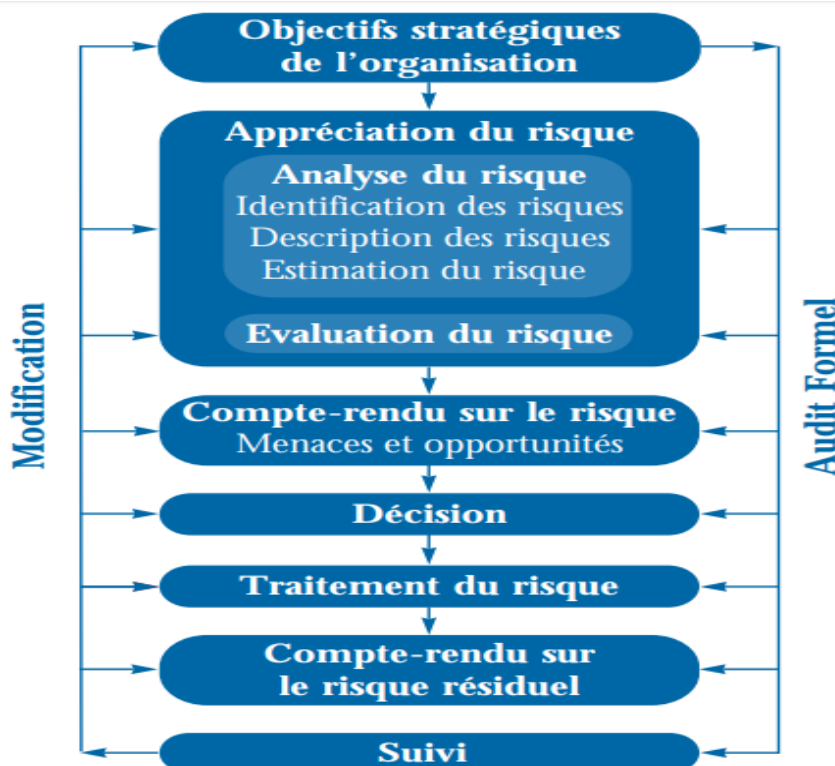 Objectifs stratégiques
de l'organisation
Appréciation du risque
Analyse du risque
Identification des risques
Description des risques
Estimation du risque
Evaluation du risque
Compte-rendu sur le risque
Menaces et opportunités
Décision
Traitement du risque
Compte-rendu sur
le risque résiduel
Suivi
Modification
Audit Formel